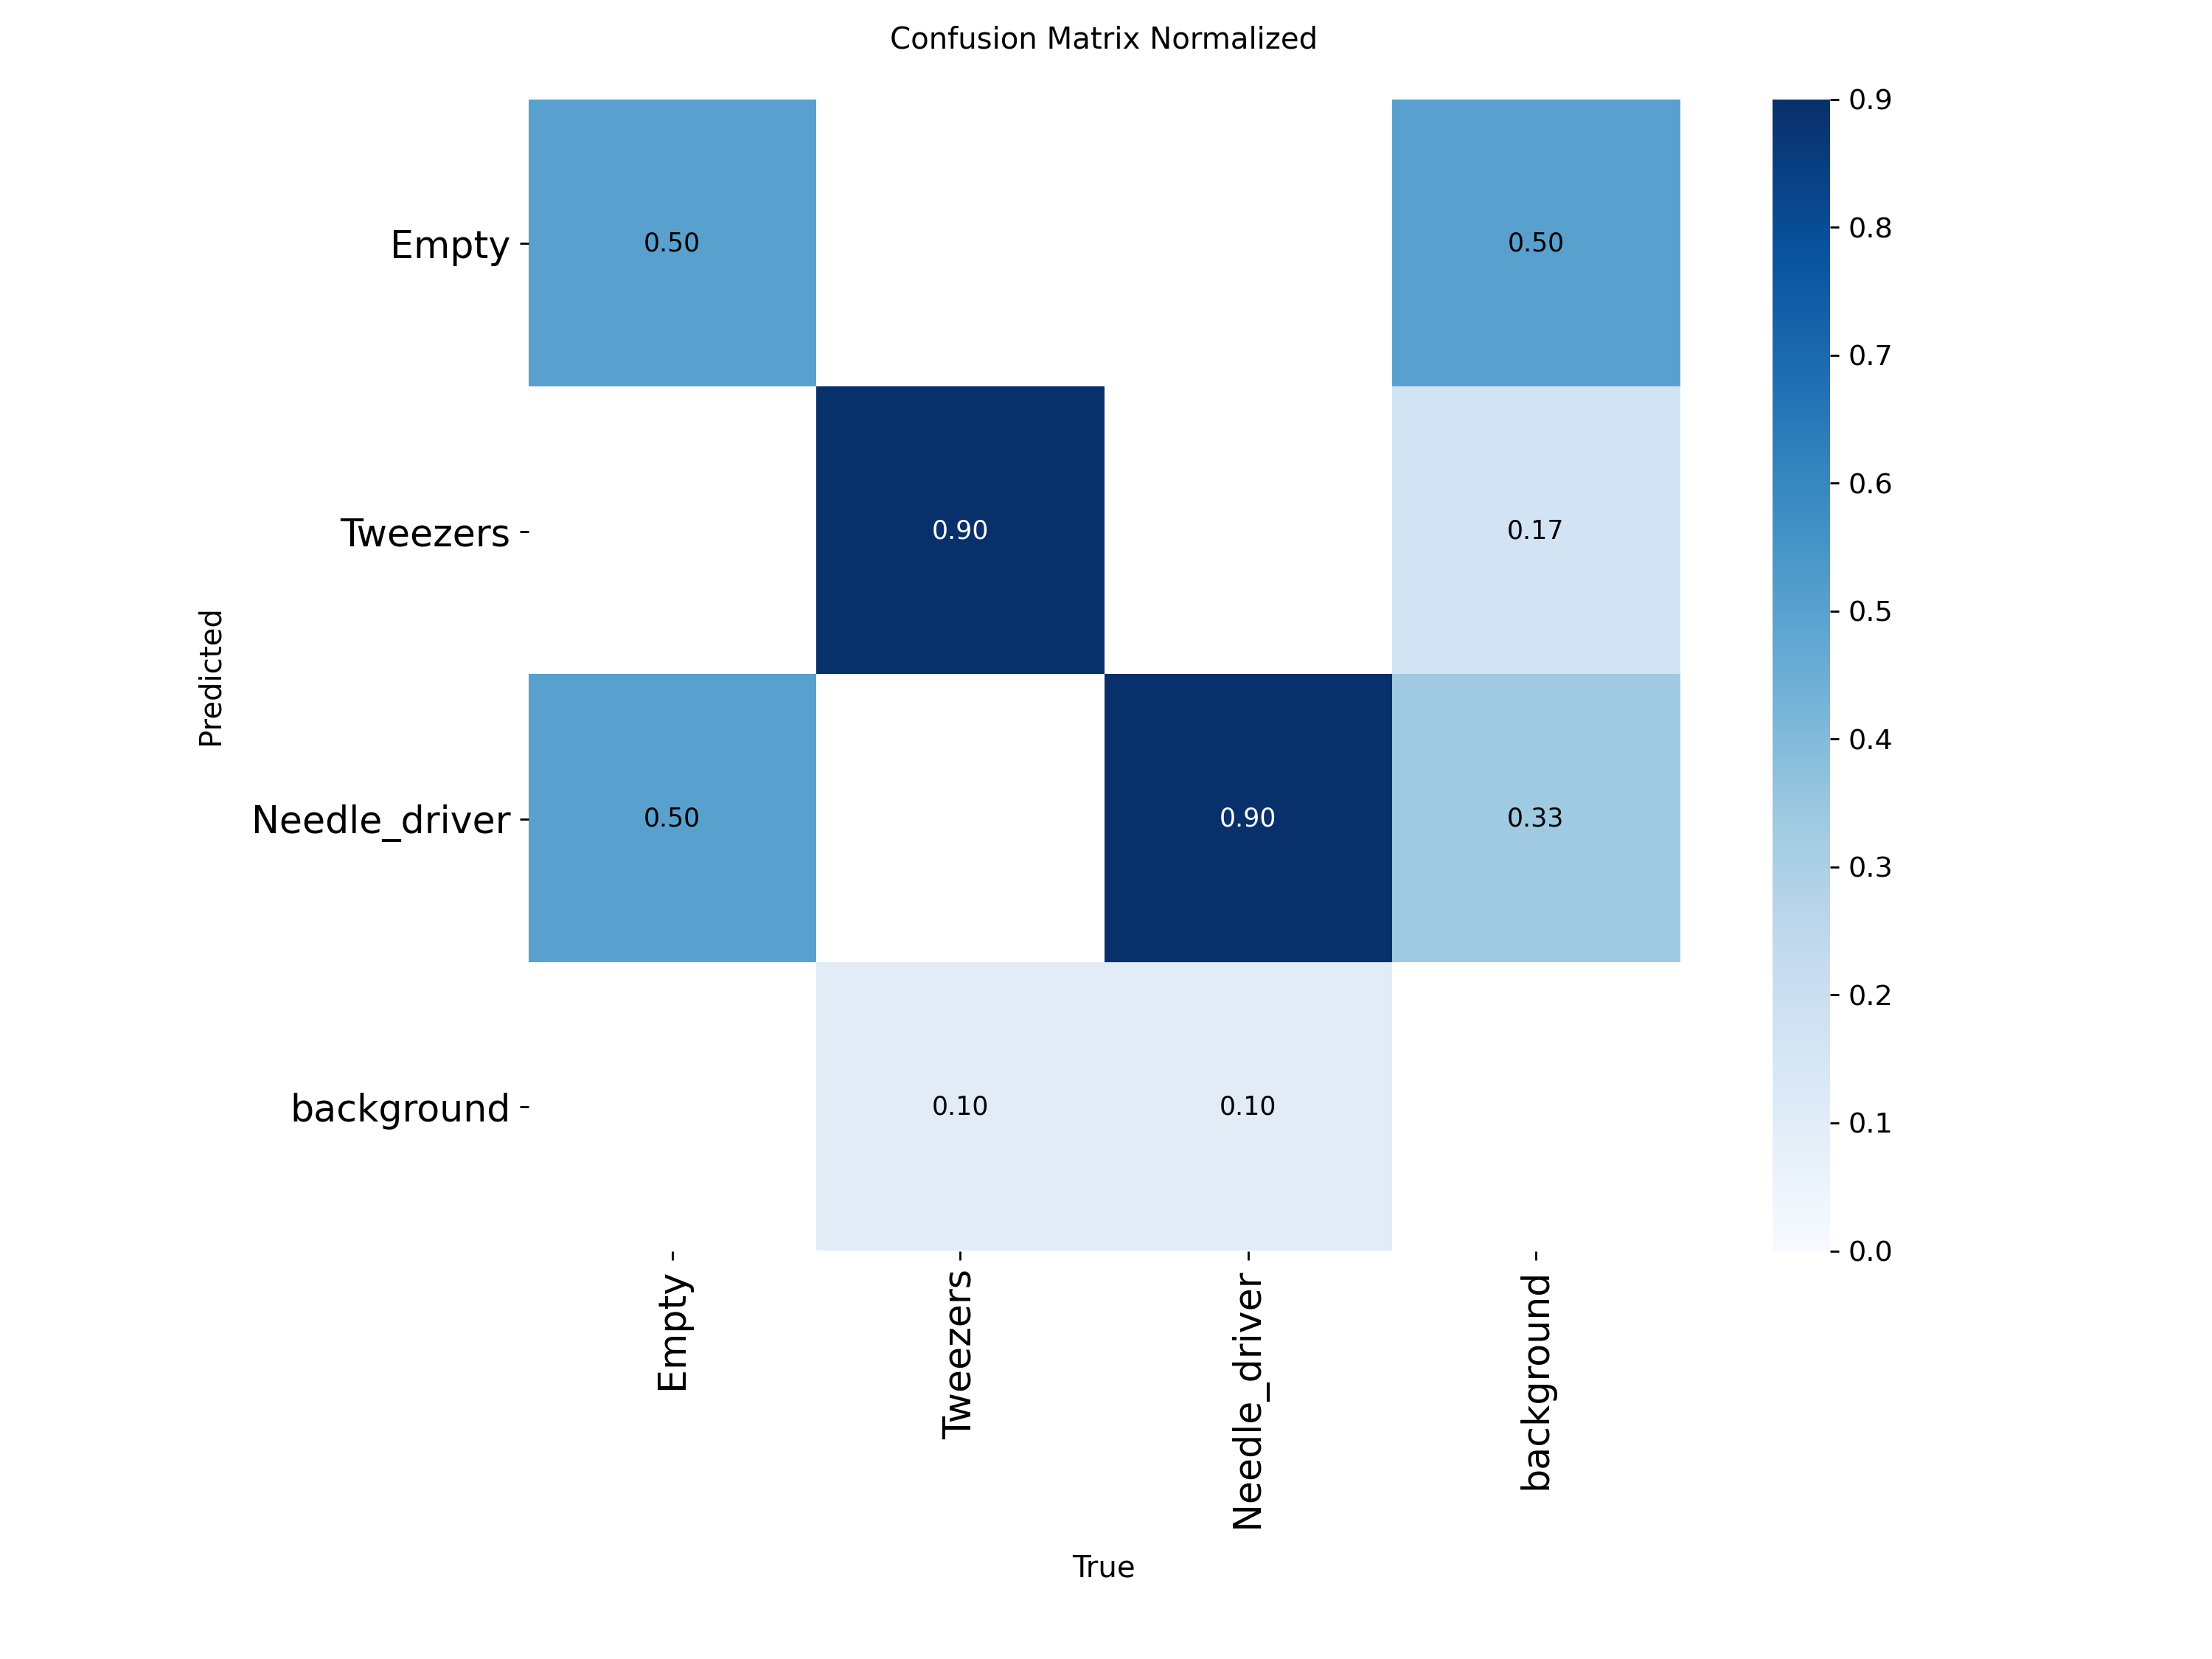 Confusion Matrix Normalized
Empty
0.50
0.50
Tweezers
0.90
0.17
Needle_driver
0.50
0.90
0.33
background
0.10
0.10
Empty
Tweezers
Needle_driver
background
Predicted
True
0.9
0.8
0.7
0.6
0.5
0.4
0.3
0.2
0.1
0.0